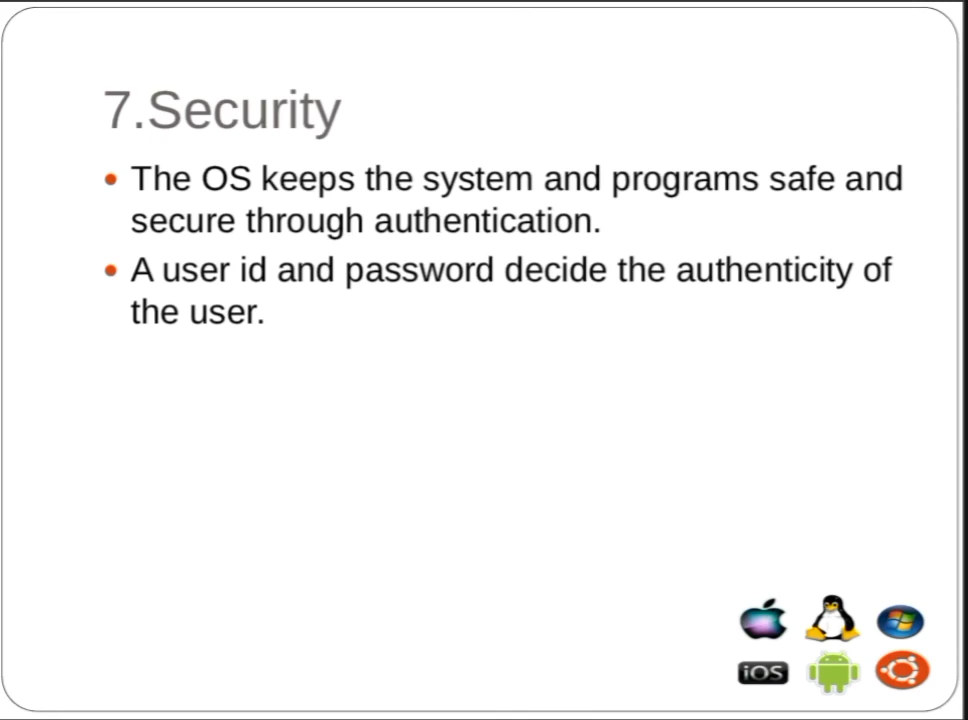 7.Security
• The OS keeps the system and programs safe and
secure through authentication.
• A user id and password decide the authenticity of
the user.
iOS